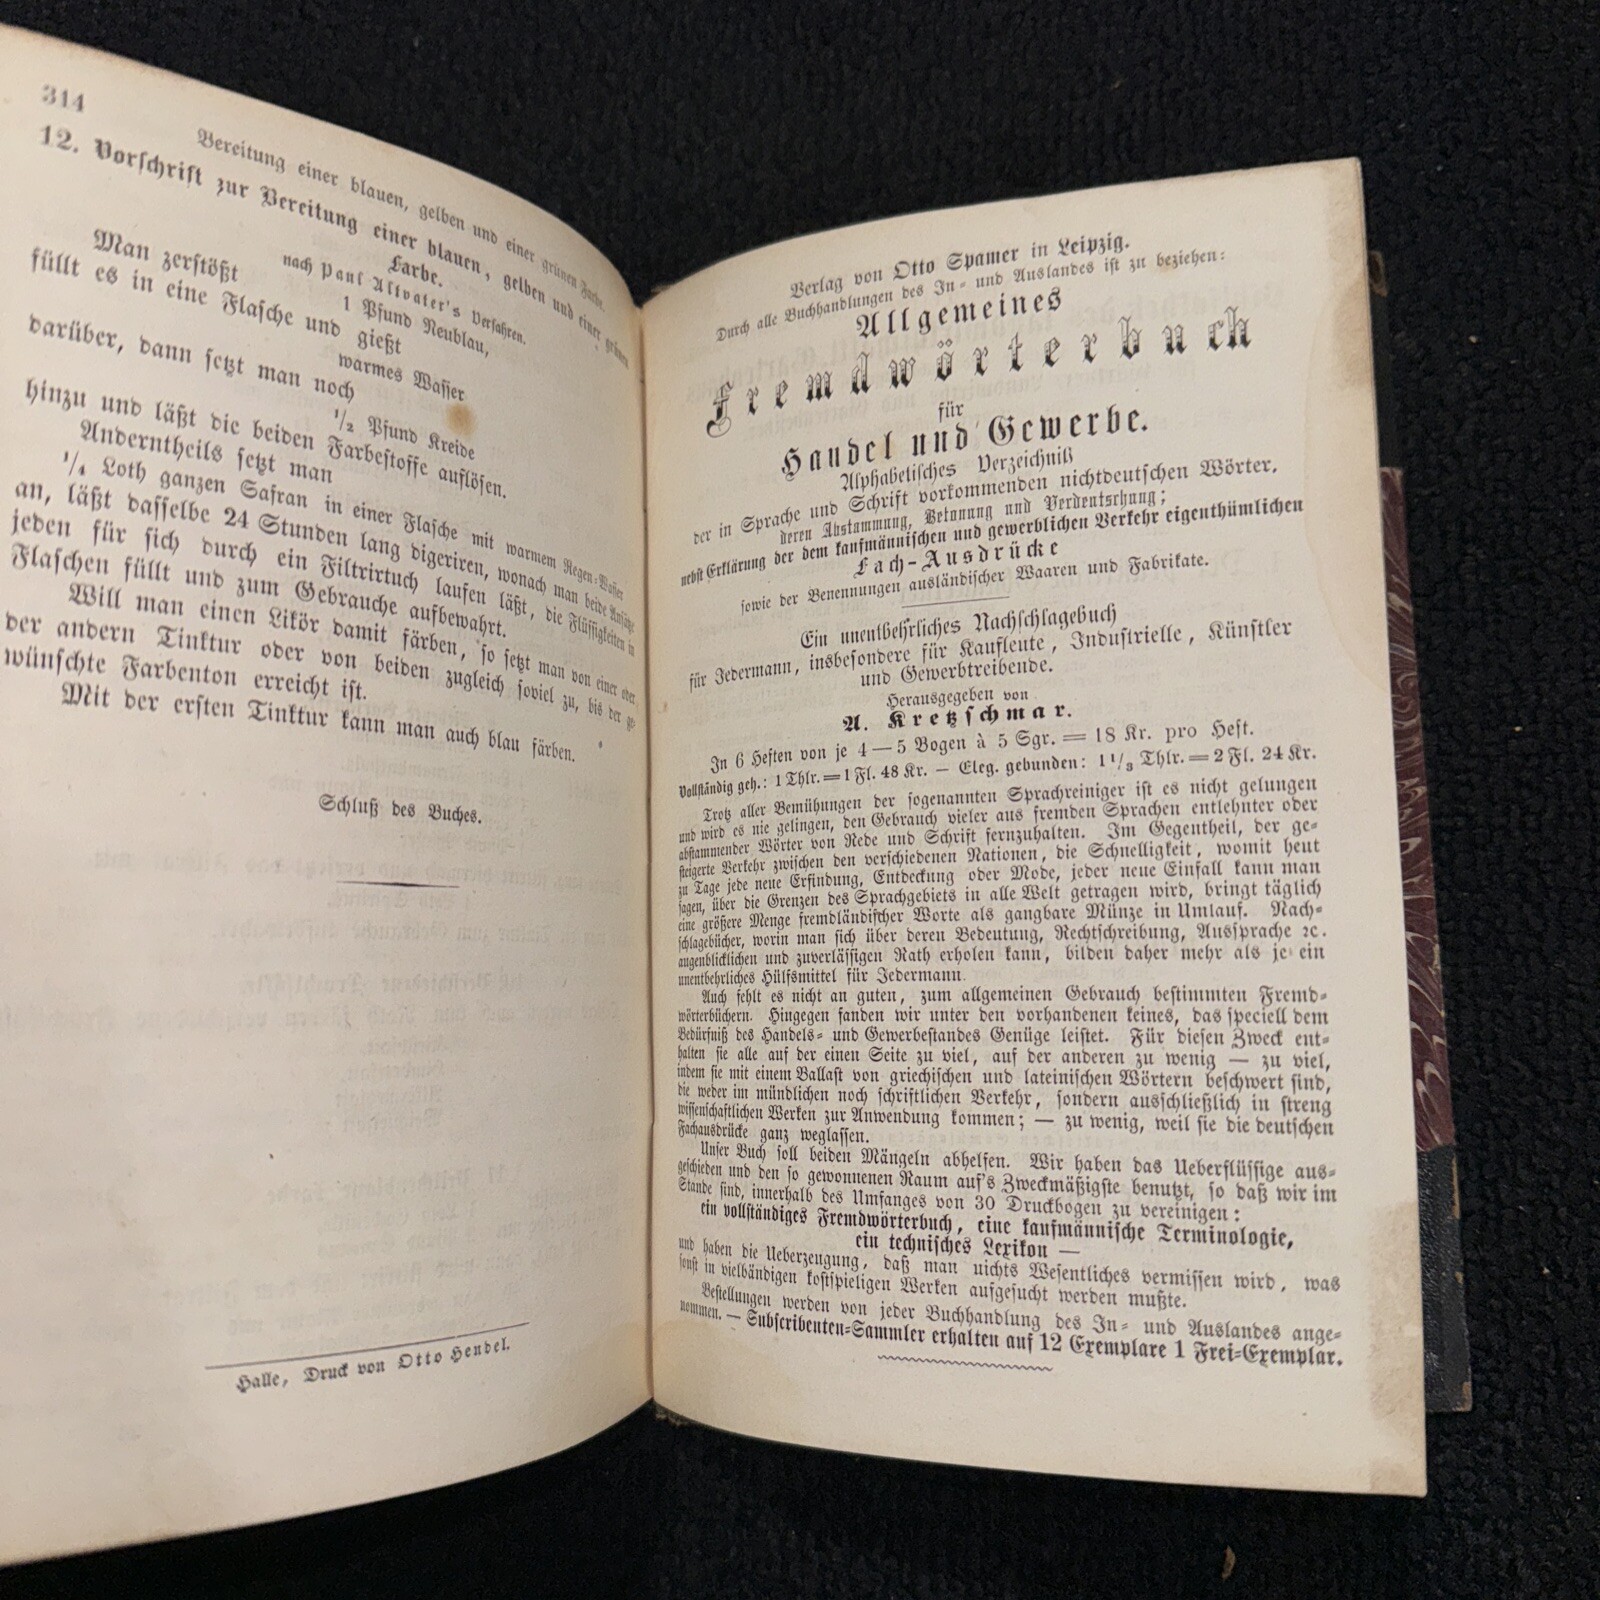 314
Bereitung einer blauen, gelben und einer grünen Farbe.
12. Vorschrift zur Bereitung einer blauen, gelben und einer grünen
Farbe.
nach Paul Altvater's Verfahren.
Man zerstößt
1 Pfund Neublau,
füllt es in eine Flasche und gießt
warmes Wasser
darüber, dann setzt man noch
1/2 Pfund Kreide
hinzu und läßt die beiden Farbestoffe auflösen.
Anderntheils setzt man
1/4 Loth ganzen Safran in einer Flasche mit warmem Regen-Wasser
an, läßt dasselbe 24 Stunden lang digeriren, wonach man beide Ansätze
jeden für sich durch ein Filtrirtuch laufen läßt, die Flüssigkeiten in
Flaschen füllt und zum Gebrauche aufbewahrt.
Will man einen Likör damit färben, so setzt man von einer oder
der andern Tinktur oder von beiden zugleich soviel zu, bis der ge-
wünschte Farbenton erreicht ist.
Mit der ersten Tinktur kann man auch blau färben.
Schluß des Buches.
Halle, Druck von Otto Hendel.
Verlag von Otto Spamer in Leipzig.
Durch alle Buchhandlungen des In- und Auslandes ist zu beziehen:
Allgemeines
Fremdwörterbuch
für
Handel und Gewerbe.
Alphabetisches Verzeichniß
der in Sprache und Schrift vorkommenden nichtdeutschen Wörter,
deren Abstammung, Betonung und Verdeutschung;
nebst Erklärung der dem kaufmännischen und gewerblichen Verkehr eigenthümlichen
Fach-Ausdrücke
sowie der Benennungen ausländischer Waaren und Fabrikate.
Ein unentbehrliches Nachschlagebuch
für Jedermann, insbesondere für Kaufleute, Industrielle, Künstler
und Gewerbtreibende.
Herausgegeben von
A. Kretzschmar.
In 6 Heften von je 4—5 Bogen à 5 Sgr. = 18 Kr. pro Heft.
Vollständig geh.: 1 Thlr. = 1 Fl. 48 Kr. — Eleg. gebunden: 1 1/3 Thlr. = 2 Fl. 24 Kr.
Trotz aller Bemühungen der sogenannten Sprachreiniger ist es nicht gelungen
und wird es nie gelingen, den Gebrauch vieler aus fremden Sprachen entlehnter oder
abstammender Wörter von Rede und Schrift fernzuhalten. Im Gegentheil, der ge-
steigerte Verkehr zwischen den verschiedenen Nationen, die Schnelligkeit, womit heut
zu Tage jede neue Erfindung, Entdeckung oder Mode, jeder neue Einfall kann man
sagen, über die Grenzen des Sprachgebiets in alle Welt getragen wird, bringt täglich
eine größere Menge fremdländischer Worte als gangbare Münze in Umlauf. Nach-
schlagebücher, worin man sich über deren Bedeutung, Rechtschreibung, Aussprache ꝛc.
augenblicklichen und zuverlässigen Rath erholen kann, bilden daher mehr als je ein
unentbehrliches Hülfsmittel für Jedermann.
Auch fehlt es nicht an guten, zum allgemeinen Gebrauch bestimmten Fremd-
wörterbüchern. Hingegen fanden wir unter den vorhandenen keines, das speciell dem
Bedürfniß des Handels- und Gewerbestandes Genüge leistet. Für diesen Zweck ent-
halten sie alle auf der einen Seite zu viel, auf der anderen zu wenig — zu viel,
indem sie mit einem Ballast von griechischen und lateinischen Wörtern beschwert sind,
die weder im mündlichen noch schriftlichen Verkehr, sondern ausschließlich in streng
wissenschaftlichen Werken zur Anwendung kommen; — zu wenig, weil sie die deutschen
Fachausdrücke ganz weglassen.
Unser Buch soll beiden Mängeln abhelfen. Wir haben das Ueberflüssige aus-
geschieden und den so gewonnenen Raum auf's Zweckmäßigste benutzt, so daß wir im
Stande sind, innerhalb des Umfanges von 30 Druckbogen zu vereinigen:
ein vollständiges Fremdwörterbuch, eine kaufmännische Terminologie,
ein technisches Lexikon —
und haben die Ueberzeugung, daß man nichts Wesentliches vermissen wird, was
sonst in vielbändigen kostspieligen Werken aufgesucht werden mußte.
Bestellungen werden von jeder Buchhandlung des In- und Auslandes ange-
nommen. — Subscribenten-Sammler erhalten auf 12 Exemplare 1 Frei-Exemplar.